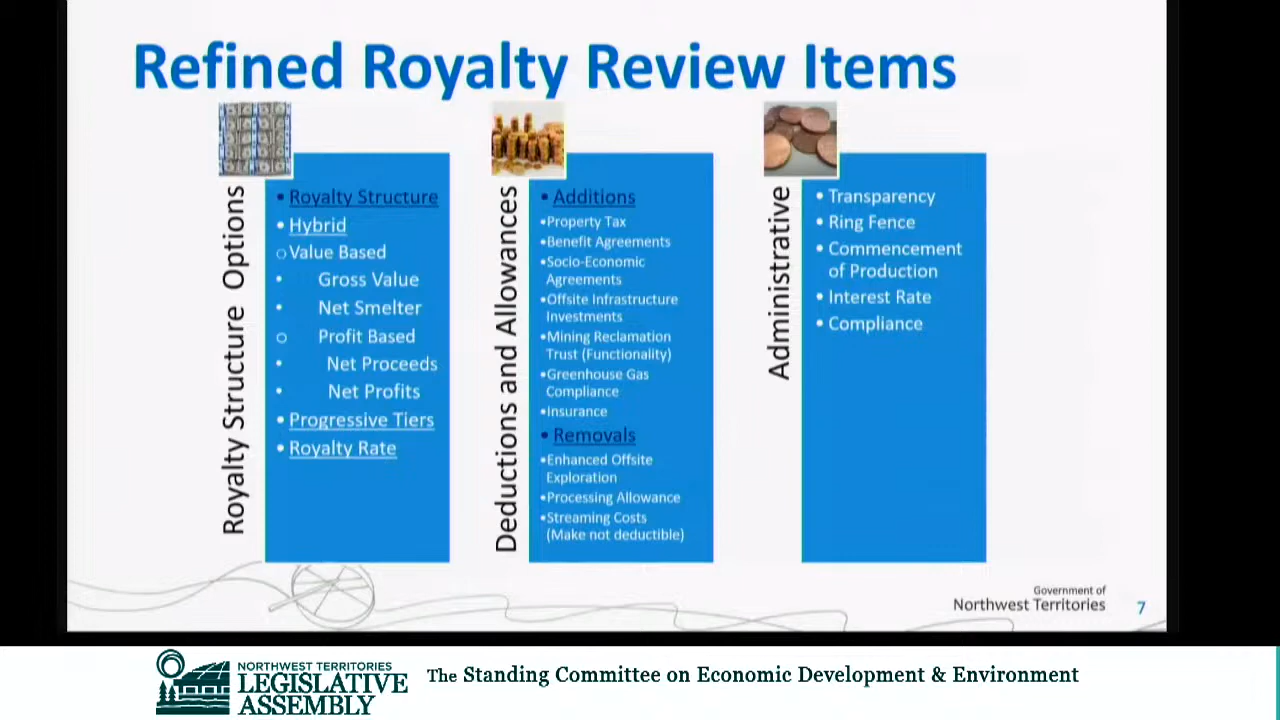 Refined Royalty Review Items
Royalty Structure Options
• Royalty Structure
• Hybrid
o Value Based
• Gross Value
• Net Smelter
o Profit Based
• Net Proceeds
• Net Profits
• Progressive Tiers
• Royalty Rate
Deductions and Allowances
• Additions
•Property Tax
•Benefit Agreements
•Socio-Economic
Agreements
•Offsite Infrastructure
Investments
•Mining Reclamation
Trust (Functionality)
•Greenhouse Gas
Compliance
•Insurance
• Removals
•Enhanced Offsite
Exploration
•Processing Allowance
•Streaming Costs
(Make not deductible)
Administrative
• Transparency
• Ring Fence
• Commencement
of Production
• Interest Rate
• Compliance
Government of
Northwest Territories
7
NORTHWEST TERRITORIES
LEGISLATIVE
ASSEMBLY
The Standing Committee on Economic Development & Environment